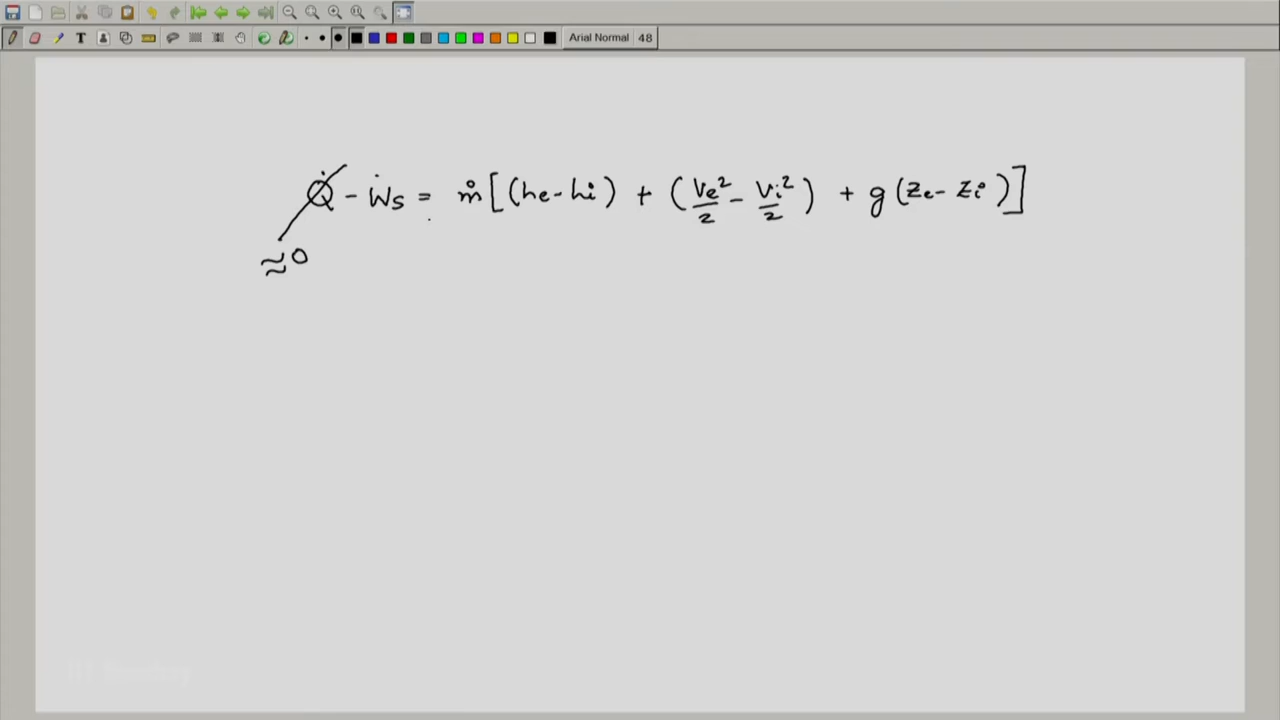 Arial Normal 48
Q̇ - Ẇs = ṁ[(he-hi) + (Ve²/2 - Vi²/2) + g(Ze - Zi)]
≈0